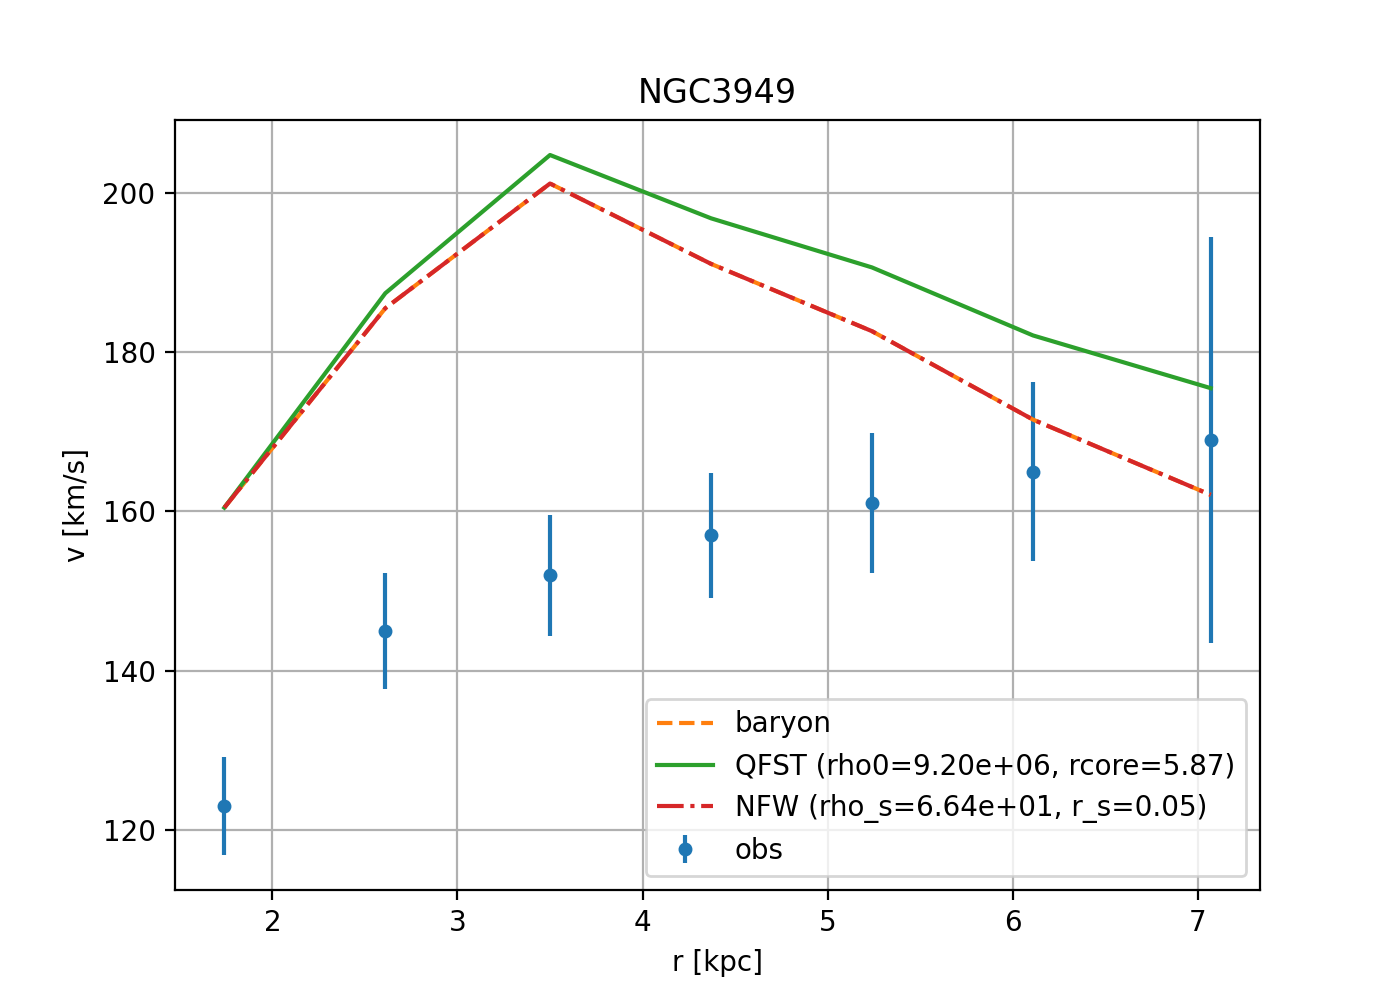 NGC3949
200
180
160
140
120
v [km/s]
baryon
QFST (rho0=9.20e+06, rcore=5.87)
NFW (rho_s=6.64e+01, r_s=0.05)
obs
2 3 4 5 6 7
r [kpc]